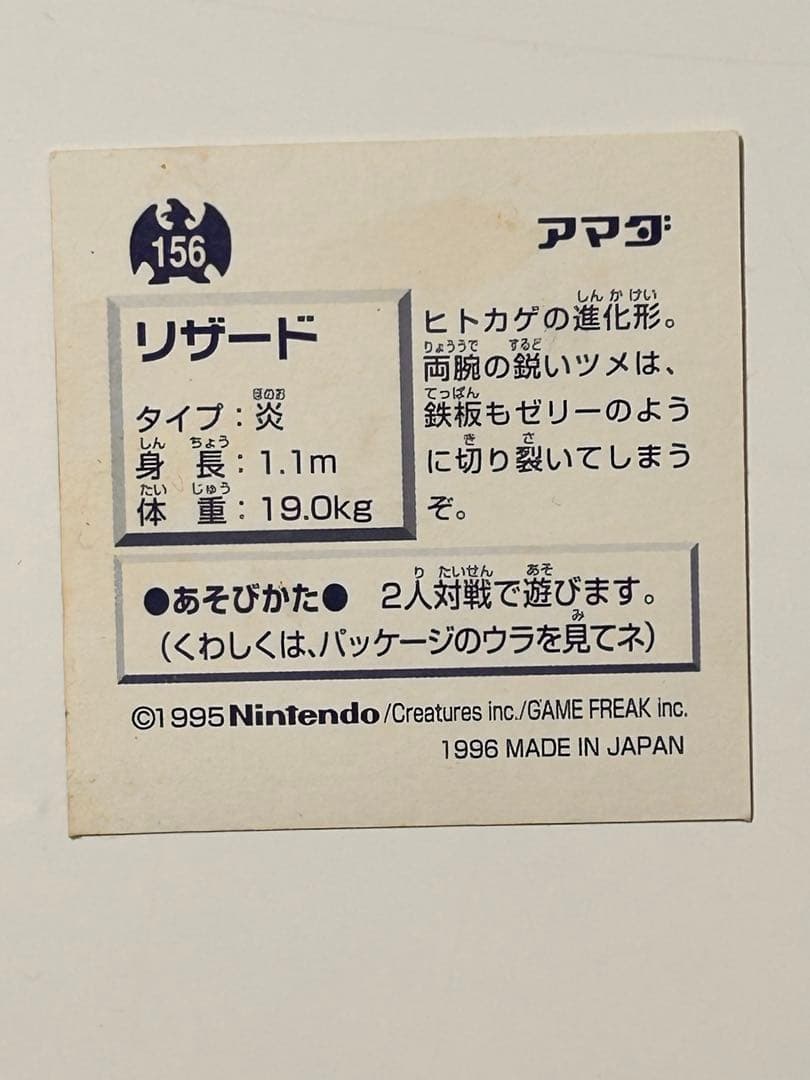 156
アマダ
リザード
タイプ：炎
身長：1.1m
体重：19.0kg
ヒトカゲの進化形。
両腕の鋭いツメは、
鉄板もゼリーのよう
に切り裂いてしまう
ぞ。
●あそびかた● 2人対戦で遊びます。
（くわしくは、パッケージのウラを見てネ）
©1995 Nintendo/Creatures inc./GAME FREAK inc.
1996 MADE IN JAPAN